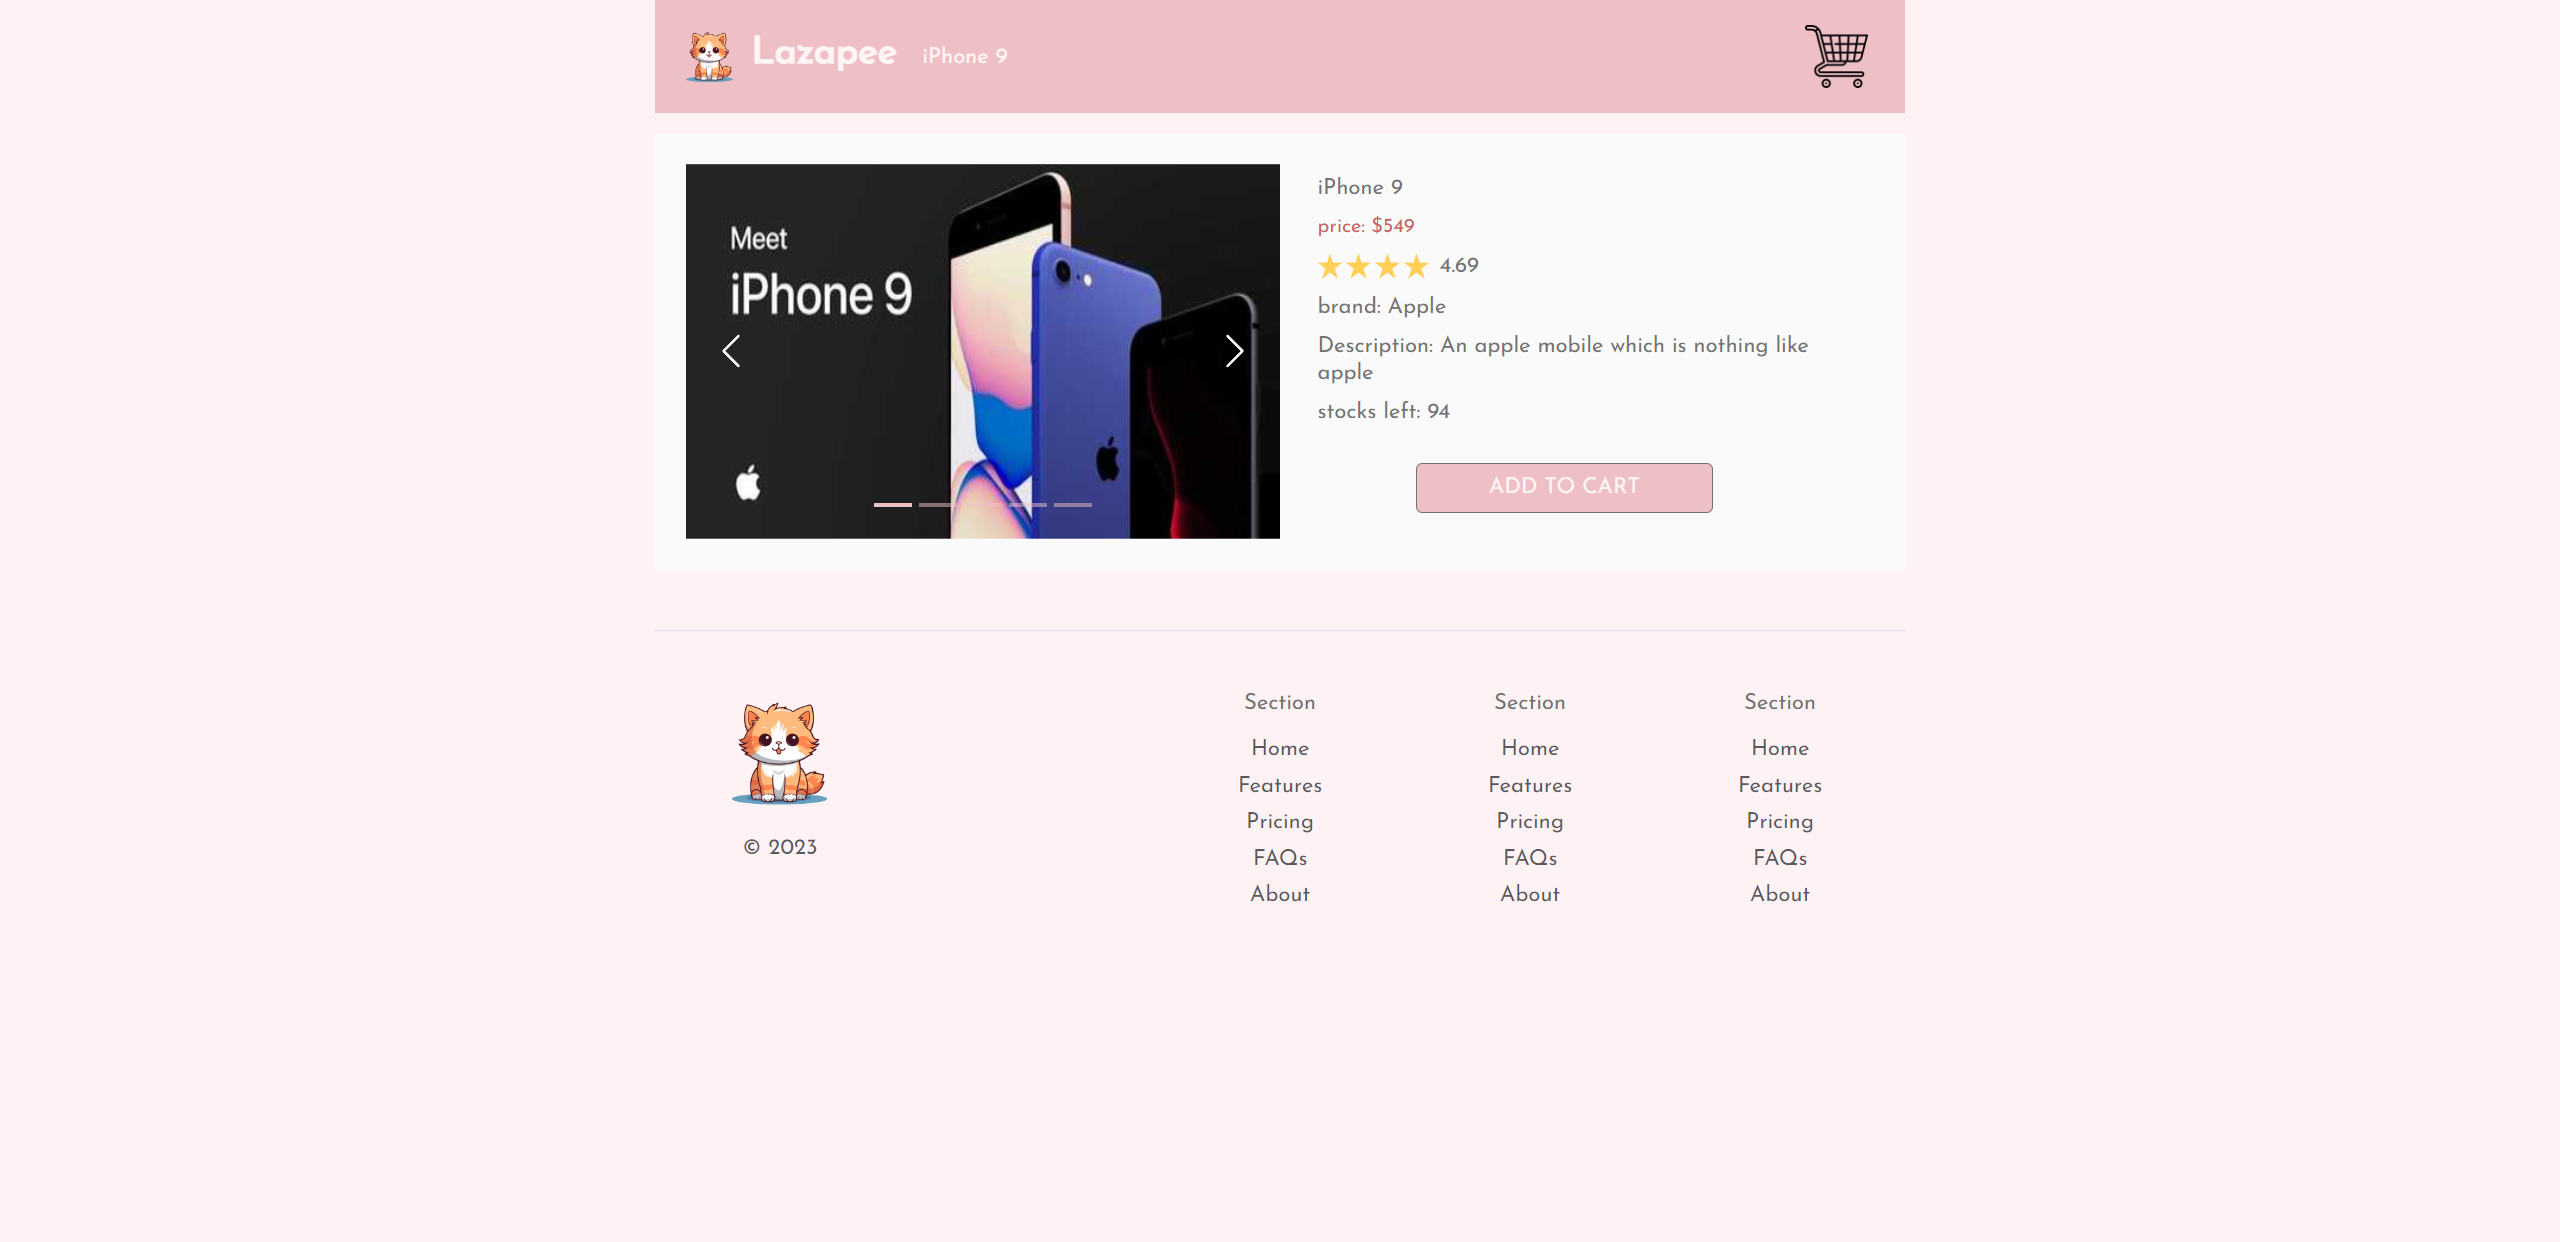 Lazapee iPhone 9
Meet
iPhone 9
iPhone 9
price: $549
4.69
brand: Apple
Description: An apple mobile which is nothing like
apple
stocks left: 94
ADD TO CART
© 2023
Section
Home
Features
Pricing
FAQs
About
Section
Home
Features
Pricing
FAQs
About
Section
Home
Features
Pricing
FAQs
About